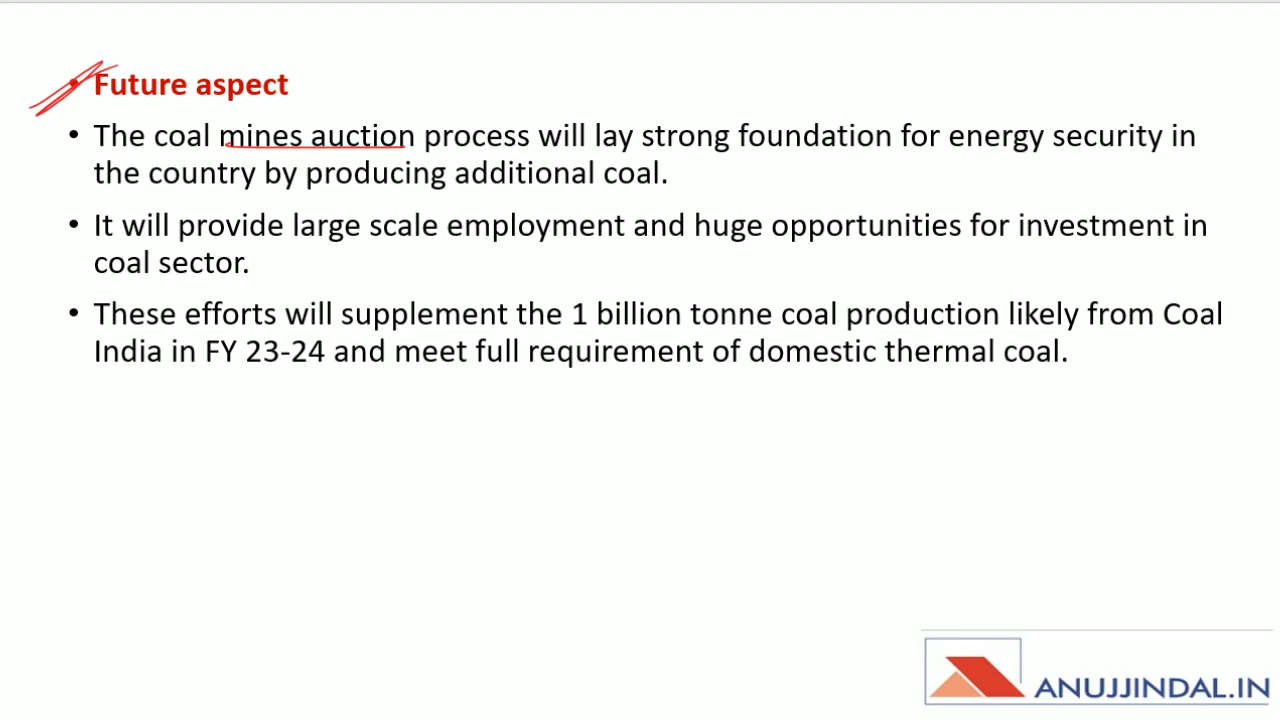 • Future aspect
• The coal mines auction process will lay strong foundation for energy security in
the country by producing additional coal.
• It will provide large scale employment and huge opportunities for investment in
coal sector.
• These efforts will supplement the 1 billion tonne coal production likely from Coal
India in FY 23-24 and meet full requirement of domestic thermal coal.
ANUJJINDAL.IN